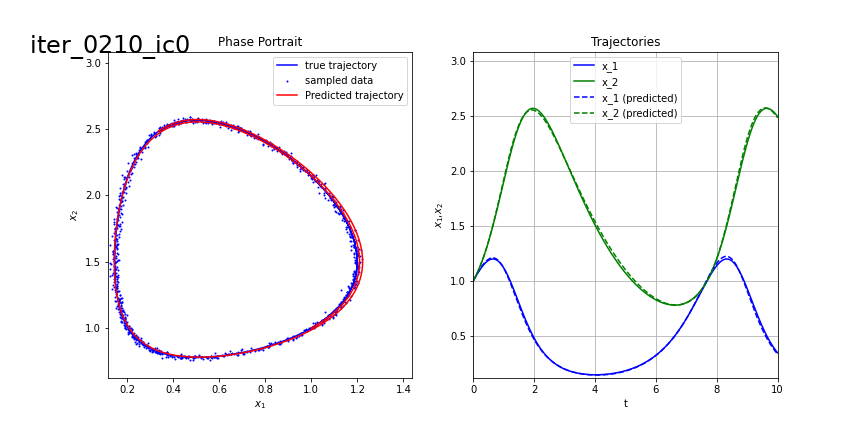 iter_0210_ic0
Phase Portrait
true trajectory
sampled data
Predicted trajectory
3.0
2.5
2.0
1.5
1.0
x₂
0.2 0.4 0.6 0.8 1.0 1.2 1.4
x₁
Trajectories
x_1
x_2
x_1 (predicted)
x_2 (predicted)
3.0
2.5
2.0
1.5
1.0
0.5
x₁,x₂
0 2 4 6 8 10
t